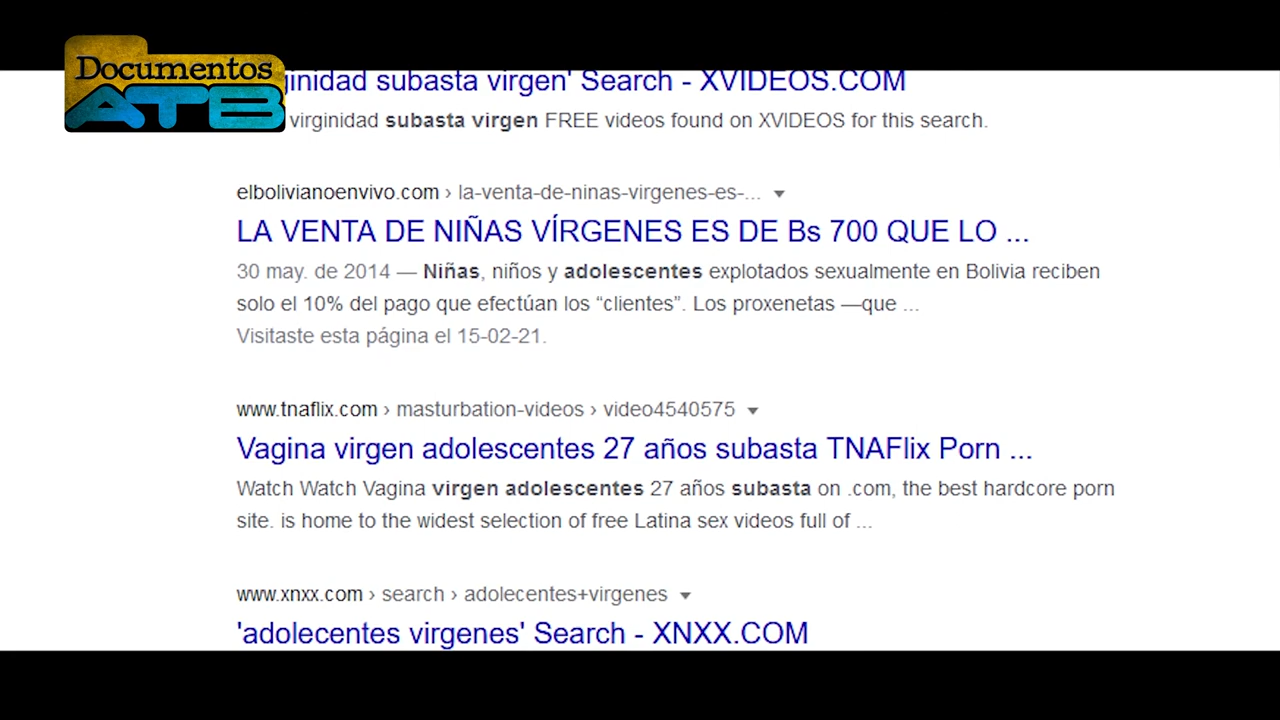 Documentos
ATB
ginidad subasta virgen' Search - XVIDEOS.COM
virginidad subasta virgen FREE videos found on XVIDEOS for this search.
elbolivianoenvivo.com › la-venta-de-ninas-virgenes-es-...
LA VENTA DE NIÑAS VÍRGENES ES DE Bs 700 QUE LO ...
30 may. de 2014 — Niñas, niños y adolescentes explotados sexualmente en Bolivia reciben
solo el 10% del pago que efectúan los “clientes”. Los proxenetas —que ...
Visitaste esta página el 15-02-21.
www.tnaflix.com › masturbation-videos › video4540575
Vagina virgen adolescentes 27 años subasta TNAFlix Porn ...
Watch Watch Vagina virgen adolescentes 27 años subasta on .com, the best hardcore porn
site. is home to the widest selection of free Latina sex videos full of ...
www.xnxx.com › search › adolecentes+virgenes
'adolecentes virgenes' Search - XNXX.COM